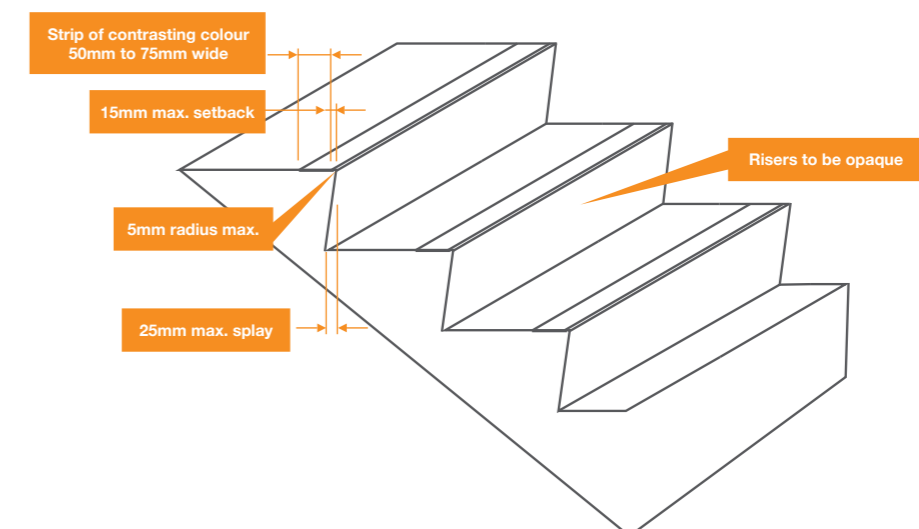 Strip of contrasting colour
50mm to 75mm wide
15mm max. setback
Risers to be opaque
5mm radius max.
25mm max. splay